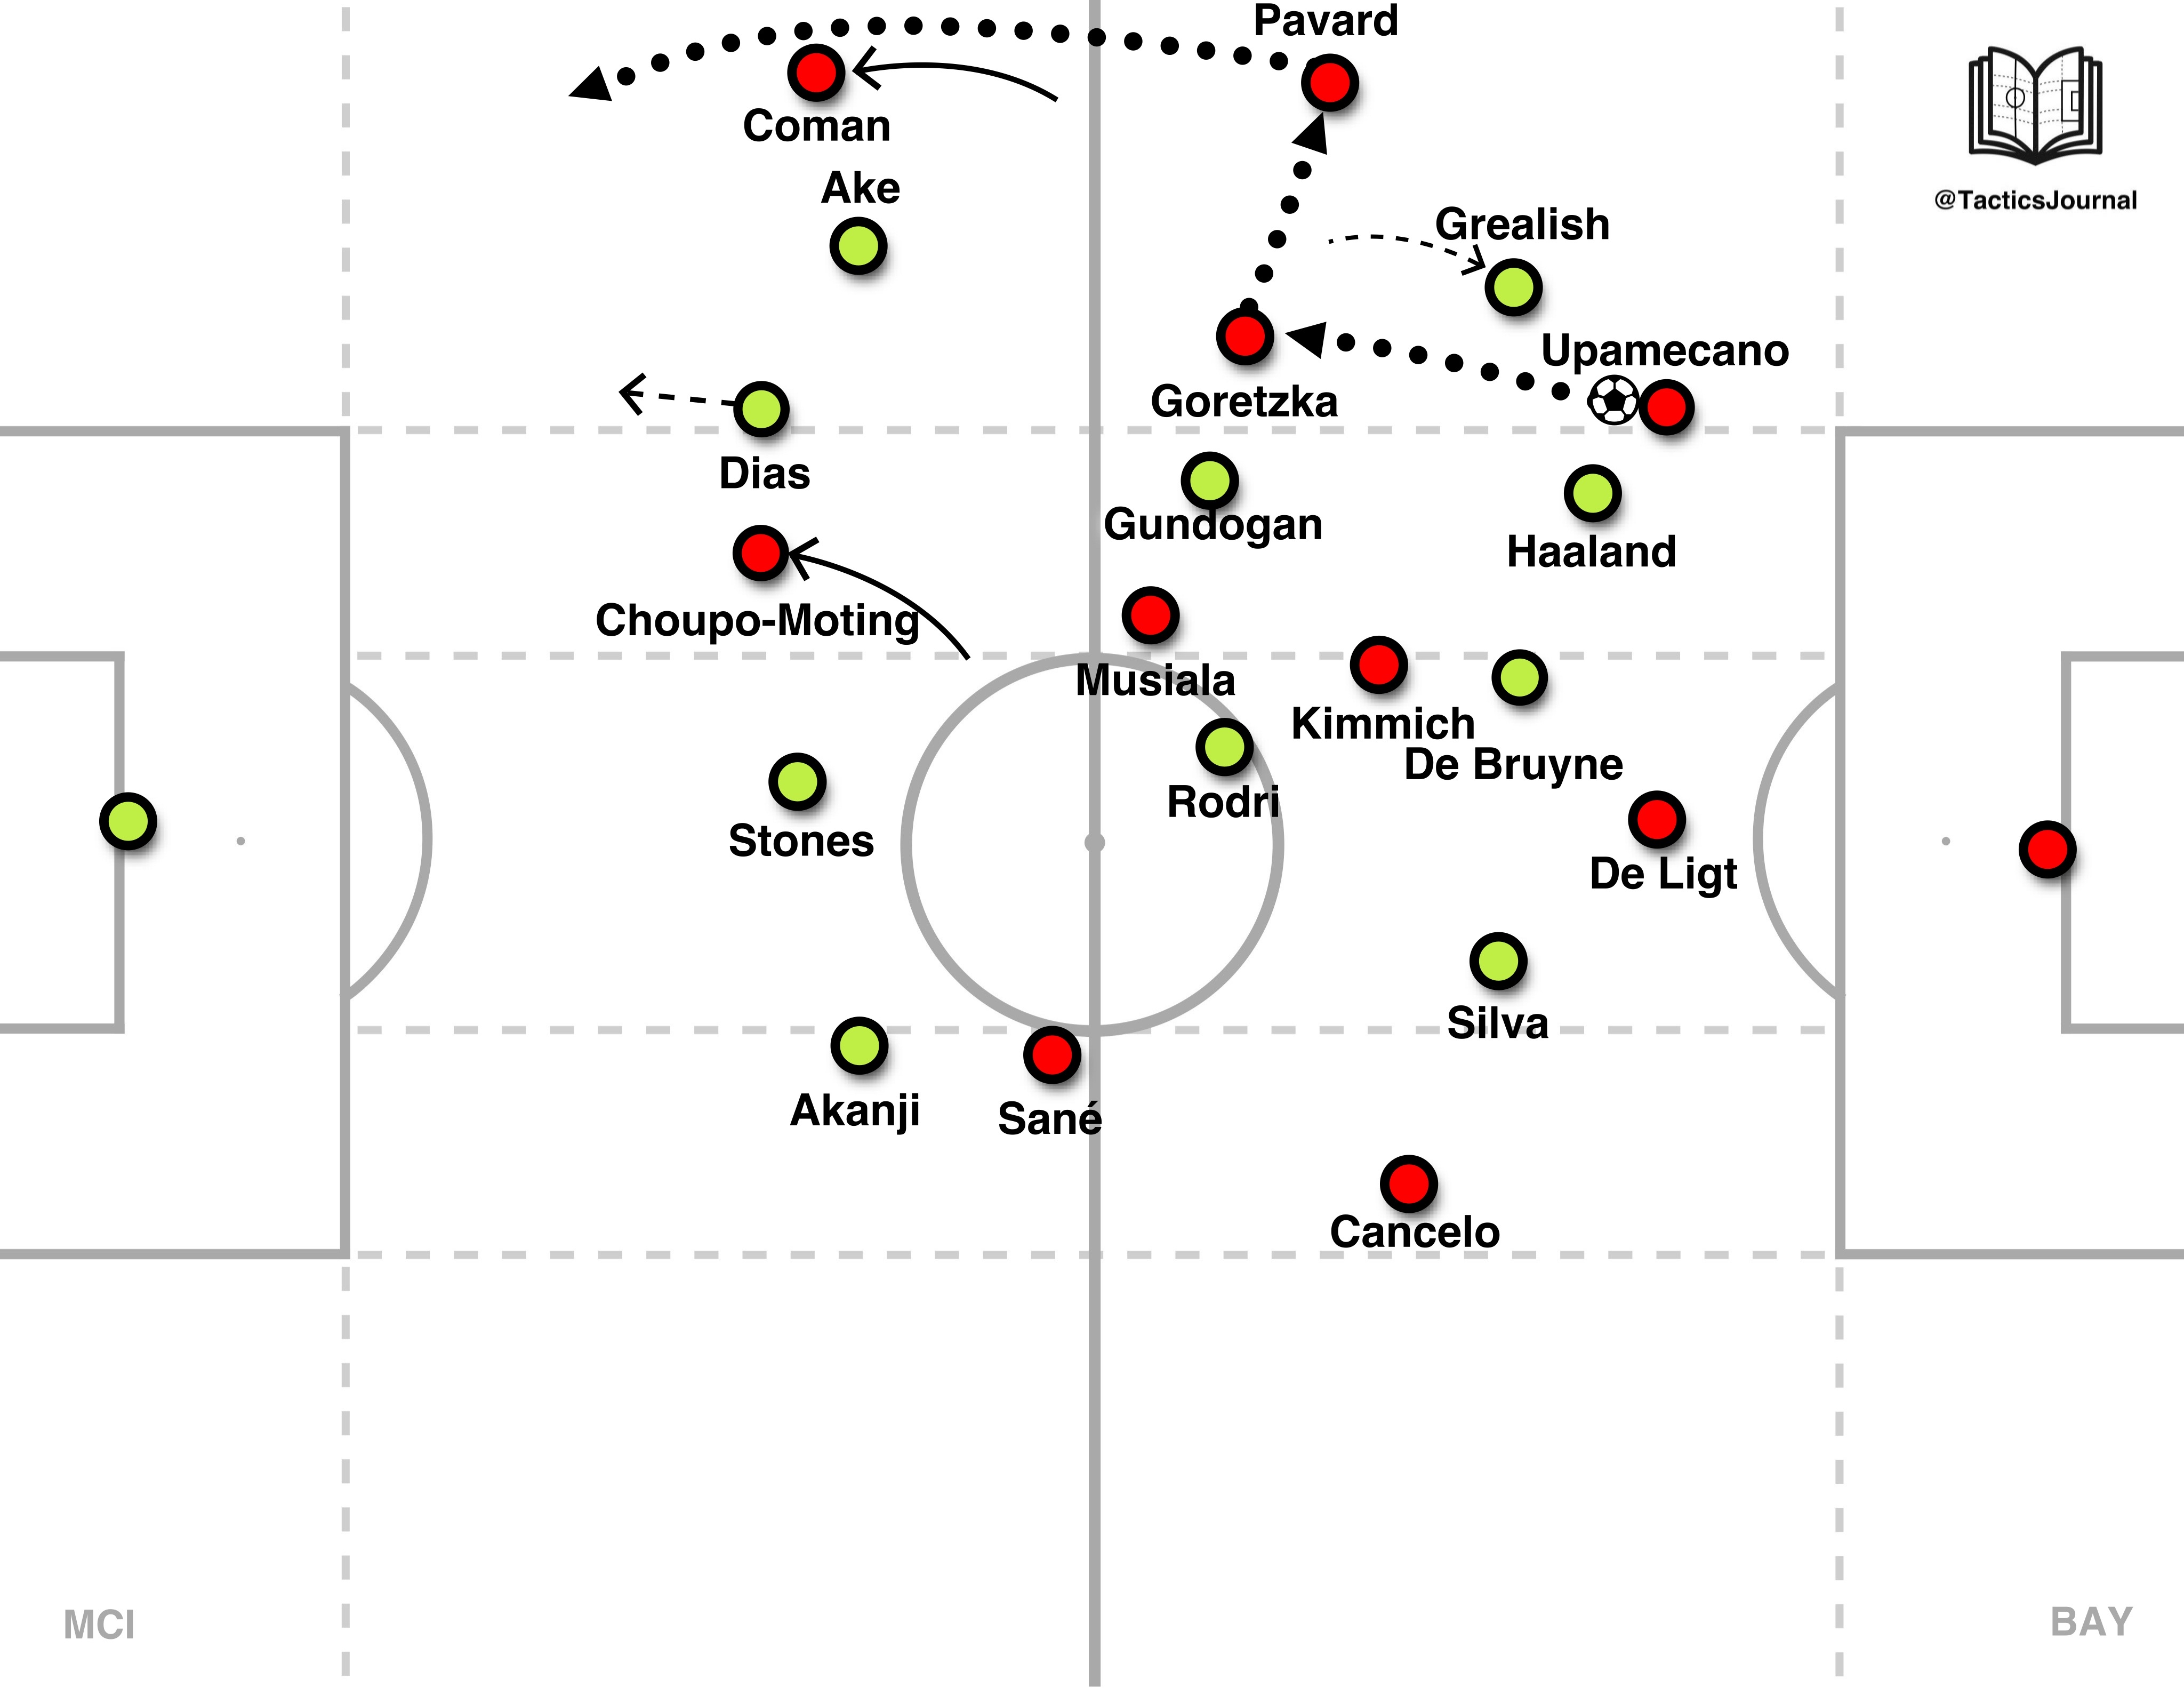 Pavard
Coman
Ake
@TacticsJournal
Grealish
Upamecano
Goretzka
Dias
Gundogan
Haaland
Choupo-Moting
Musiala
Kimmich
De Bruyne
Rodri
Stones
De Ligt
Silva
Akanji
Sané
Cancelo
MCI
BAY